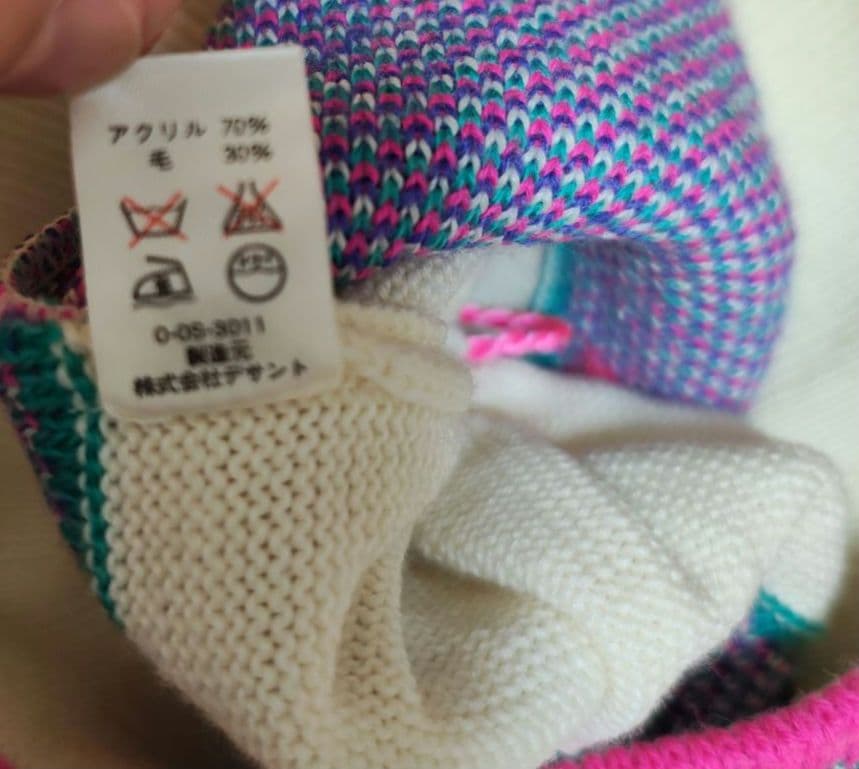 アクリル 70%
毛 30%
0-05-3011
製造元
株式会社デサント